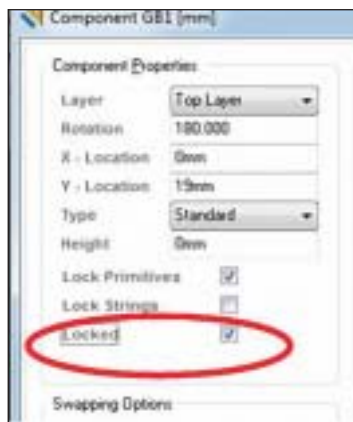 Component GB1 [mm]
Component Properties
Layer Top Layer
Rotation 180.000
X - Location 0mm
Y - Location 19mm
Type Standard
Height 0mm
Lock Primitives
Lock Strings
Locked
Swapping Options